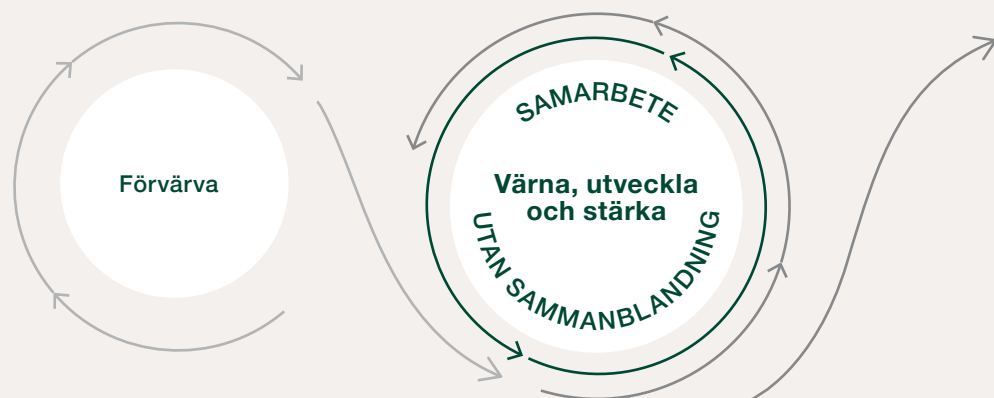 Förvärva
SAMARBETE
Värna, utveckla
och stärka
UTAN SAMMANBLANDNING